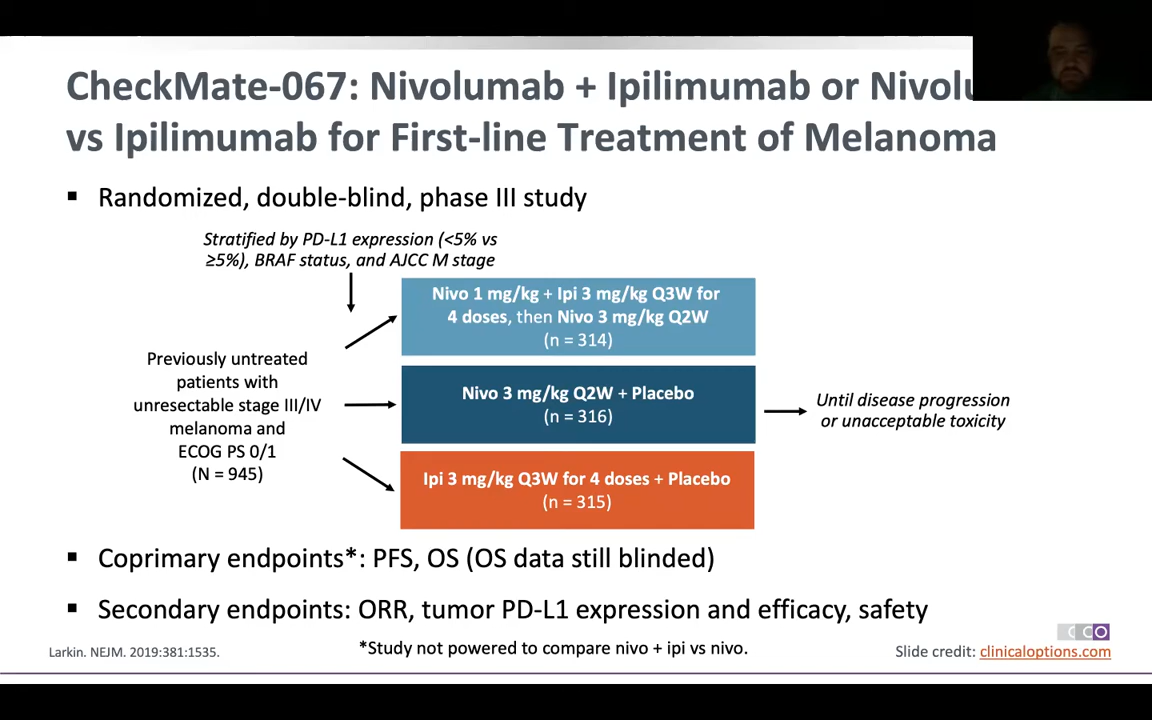 CheckMate-067: Nivolumab + Ipilimumab or
vs Ipilimumab for First-line Treatment of Melanoma
▪ Randomized, double-blind, phase III study
Stratified by PD-L1 expression (<5% vs
≥5%), BRAF status, and AJCC M stage
Nivo 1 mg/kg + Ipi 3 mg/kg Q3W for
4 doses, then Nivo 3 mg/kg Q2W
(n = 314)
Previously untreated
patients with
unresectable stage III/IV
melanoma and
ECOG PS 0/1
(N = 945)
Nivo 3 mg/kg Q2W + Placebo
(n = 316)
Ipi 3 mg/kg Q3W for 4 doses + Placebo
(n = 315)
Until disease progression
or unacceptable toxicity
▪ Coprimary endpoints*: PFS, OS (OS data still blinded)
▪ Secondary endpoints: ORR, tumor PD-L1 expression and efficacy, safety
*Study not powered to compare nivo + ipi vs nivo.
Larkin. NEJM. 2019:381:1535.
CCO
Slide credit: clinicaloptions.com